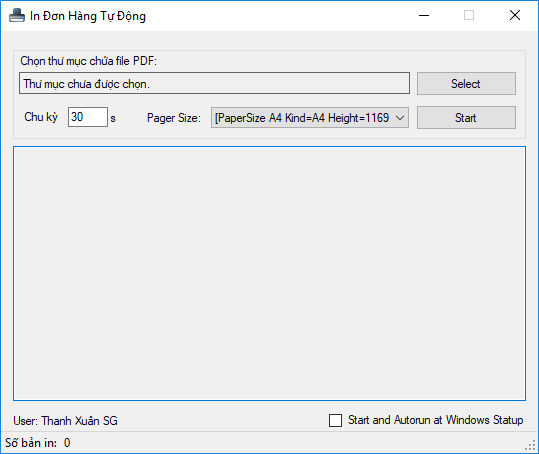 In Đơn Hàng Tự Động
Chọn thư mục chứa file PDF:
Thư mục chưa được chọn.
Select
Chu kỳ 30 s Pager Size: [PaperSize A4 Kind=A4 Height=1169 Start
User: Thanh Xuân SG
Start and Autorun at Windows Statup
Số bản in: 0